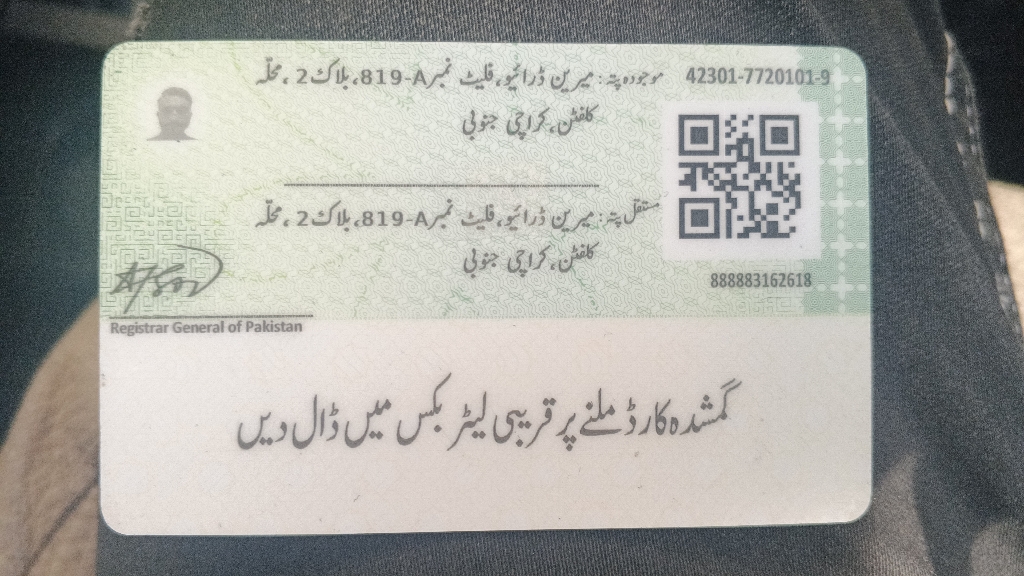 42301-7720101-9
موجودہ پتہ: میرین ڈرائیو، فلیٹ نمبر 819-A، بلاک 2، محلّہ
کلفٹن، کراچی جنوبی
مستقل پتہ: میرین ڈرائیو، فلیٹ نمبر 819-A، بلاک 2، محلّہ
کلفٹن، کراچی جنوبی
888883162618
Registrar General of Pakistan
گمشدہ کارڈ ملنے پر قریبی لیٹر بکس میں ڈال دیں